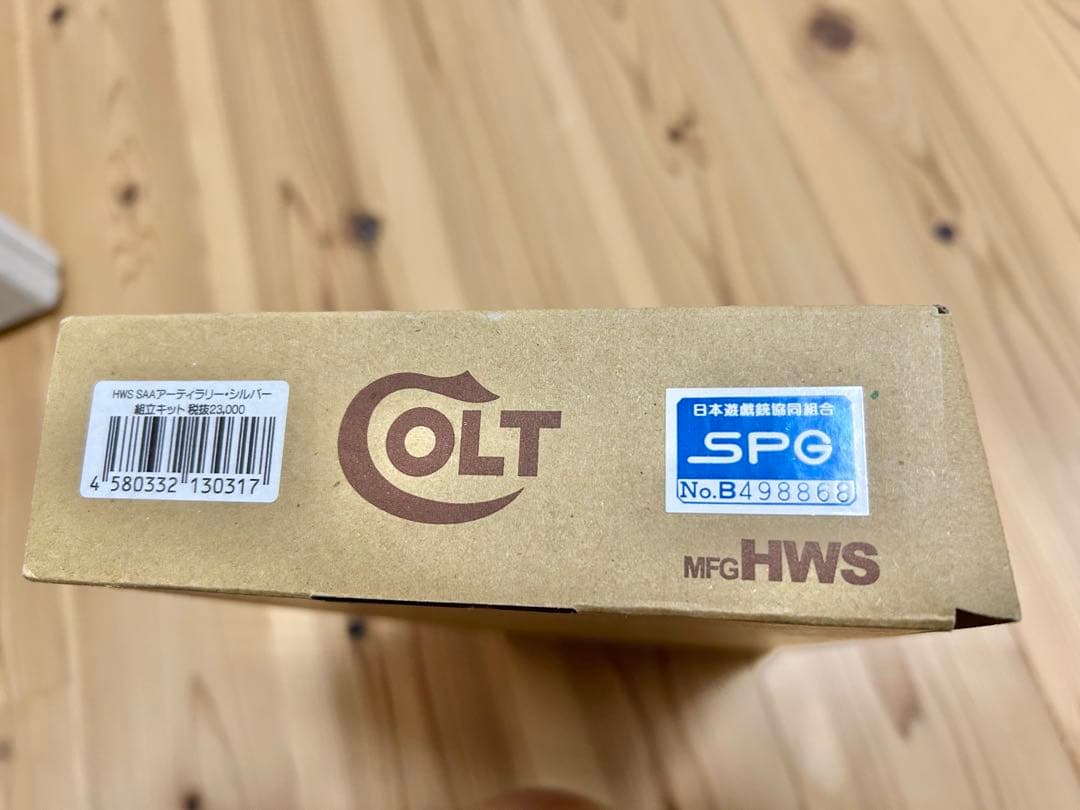 HWS SAAアーティラリー・シルバー
組立キット 税抜23,000
4 580332 130317
COLT
日本遊戯銃協同組合
SPG
No.B498868
MFG HWS